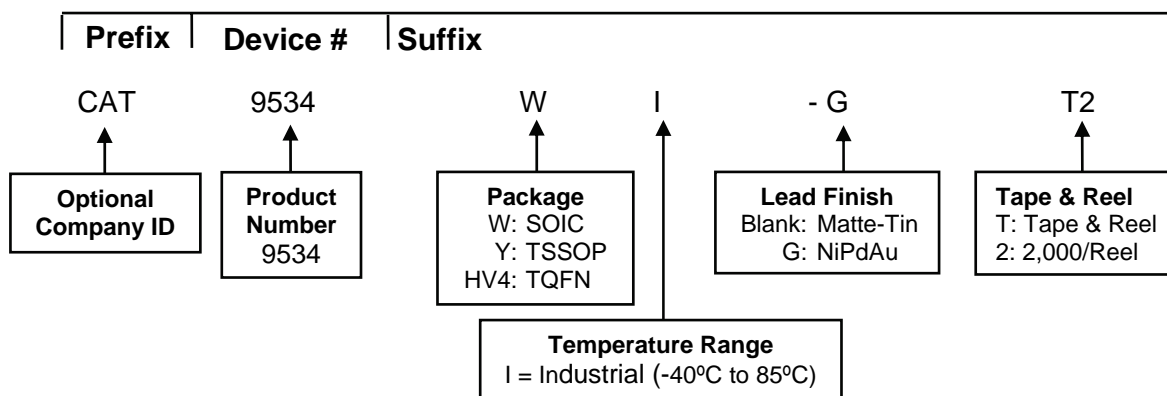 Prefix Device # Suffix
CAT 9534 W I - G T2
Optional
Company ID
Product
Number
9534
Package
W: SOIC
Y: TSSOP
HV4: TQFN
Lead Finish
Blank: Matte-Tin
G: NiPdAu
Tape & Reel
T: Tape & Reel
2: 2,000/Reel
Temperature Range
I = Industrial (-40ºC to 85ºC)